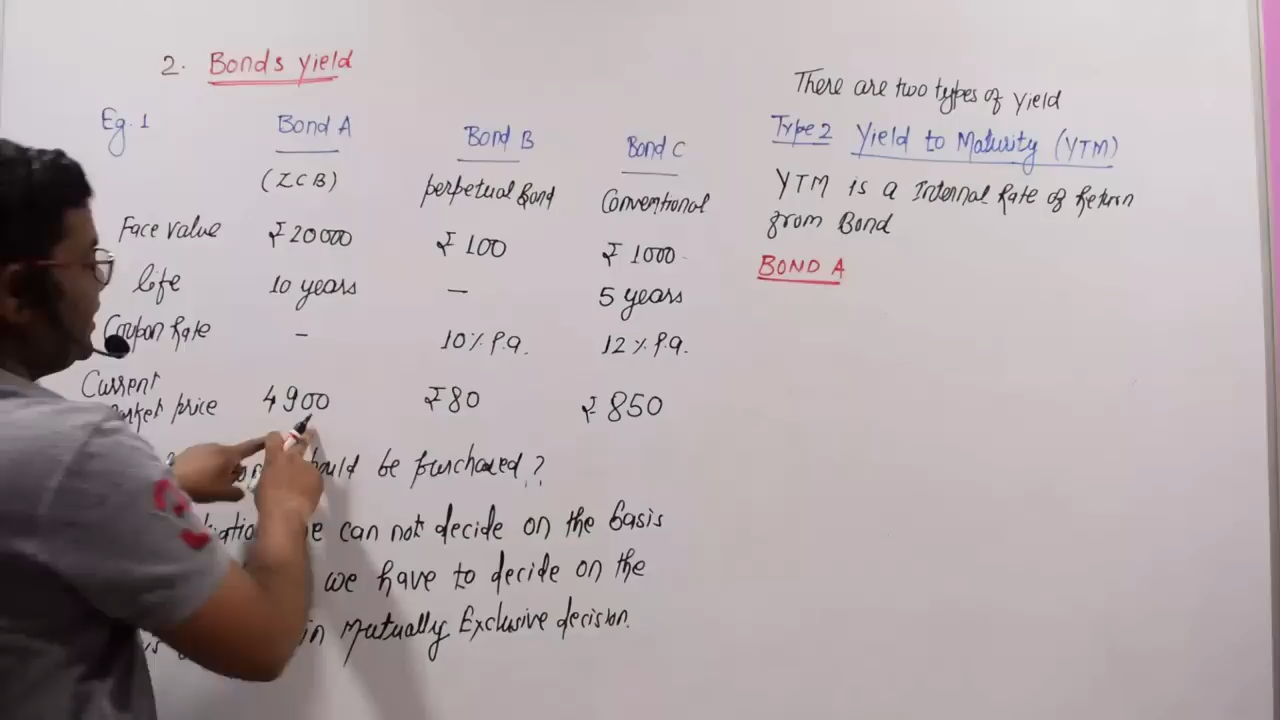 2. Bonds Yield
Eg. 1 Bond A Bond B Bond C
(ZCB) perpetual Bond Conventional
Face value ₹20000 ₹100 ₹1000
life 10 years — 5 years
Coupon Rate - 10% P.a. 12% P.a.
Current
price 4900 ₹80 ₹850
be purchased?
can not decide on the basis
we have to decide on the
in Mutually Exclusive decision.
There are two types of Yield
Type 2 Yield to Maturity (YTM)
YTM is a Internal Rate of Return
from Bond
BOND A